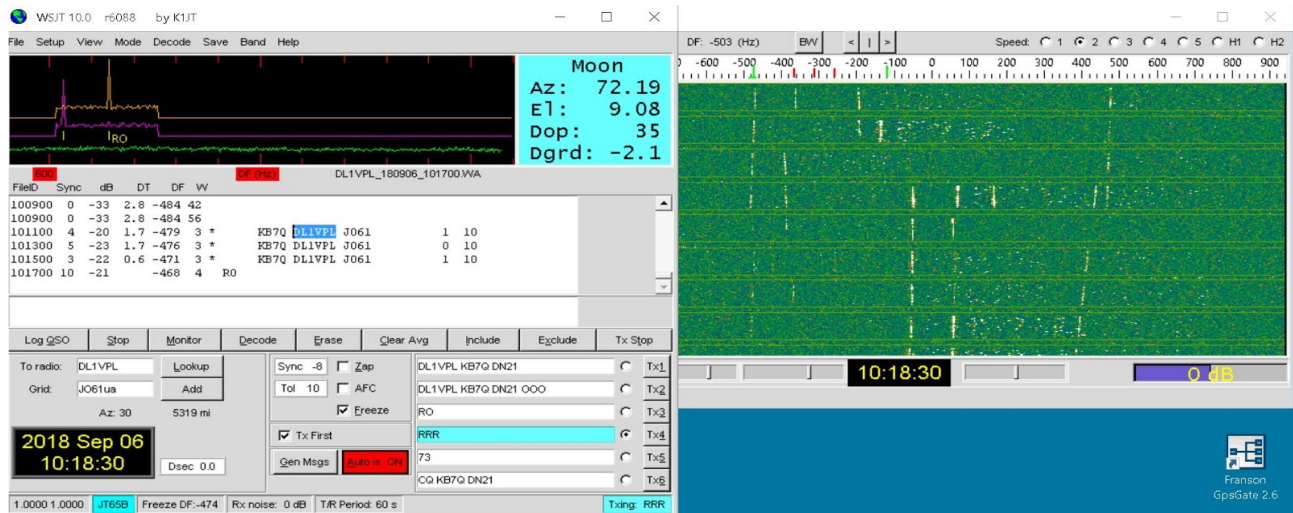 WSJT 10.0 r6088 by K1JT
File Setup View Mode Decode Save Band Help
Moon
Az: 72.19
El: 9.08
Dop: 35
Dgrd: -2.1
RO
600 DF (Hz) DL1VPL_180906_101700.WA
FileID Sync dB DT DF W
100900 0 -33 2.8 -484 42
100900 0 -33 2.8 -484 56
101100 4 -20 1.7 -479 3 * KB7Q DL1VPL JO61 1 10
101300 5 -23 1.7 -476 3 * KB7Q DL1VPL JO61 0 10
101500 3 -22 0.6 -471 3 * KB7Q DL1VPL JO61 1 10
101700 10 -21 -468 4 RO
Log QSO Stop Monitor Decode Erase Clear Avg Include Exclude Tx Stop
To radio: DL1VPL Lookup
Grid: JO61ua Add
Az: 30 5319 mi
2018 Sep 06
10:18:30
Dsec 0.0
Sync -8 Zap
Tol 10 AFC
Freeze
Tx First
Gen Msgs Auto is ON
DL1VPL KB7Q DN21 Tx1
DL1VPL KB7Q DN21 OOO Tx2
RO Tx3
RRR Tx4
73 Tx5
CQ KB7Q DN21 Tx6
1.0000 1.0000 JT65B Freeze DF:-474 Rx noise: 0 dB T/R Period: 60 s Txing: RRR
DF: -503 (Hz) BW < | > Speed: 1 2 3 4 5 H1 H2
-600 -500 -400 -300 -200 -100 0 100 200 300 400 500 600 700 800 900
10:18:30
0 dB
Franson
GpsGate 2.6